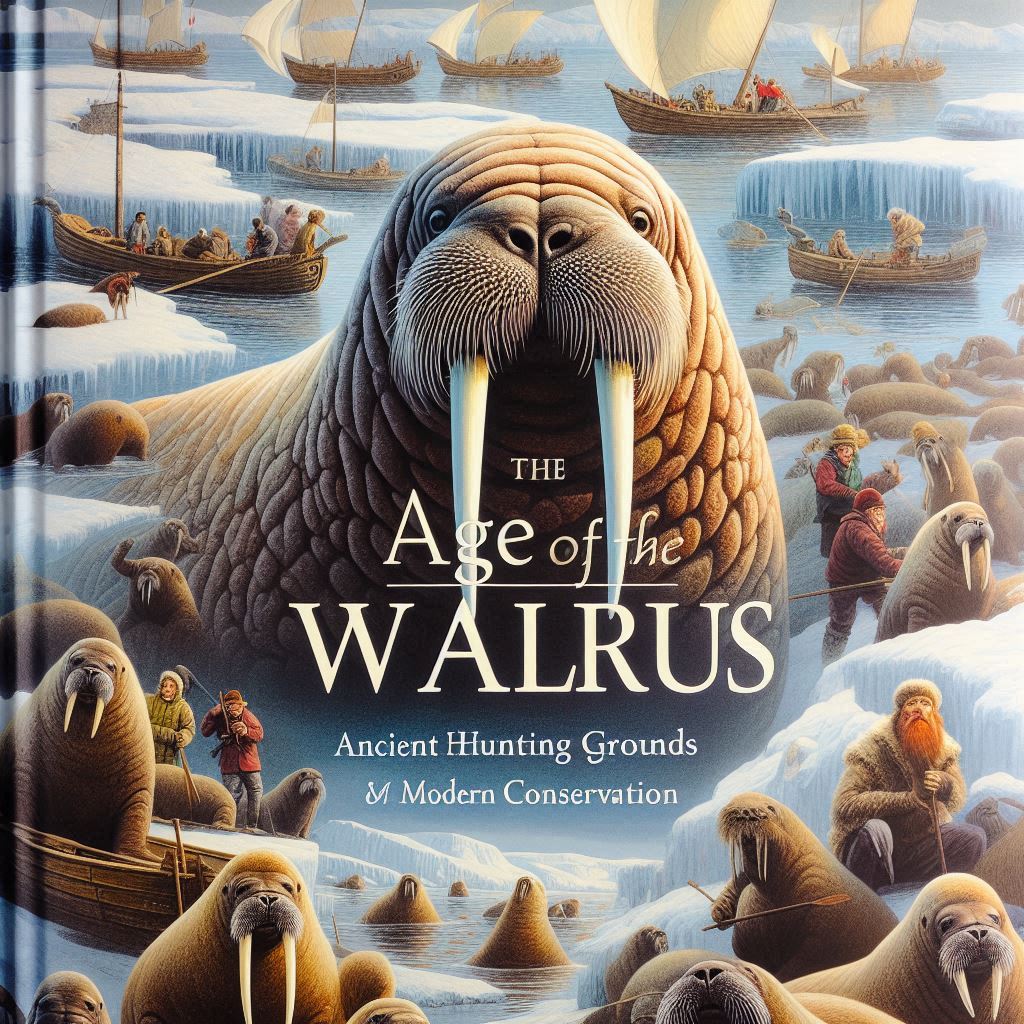 THE
Age of the
WALRUS
Ancient Hunting Grounds
& Modern Conservation